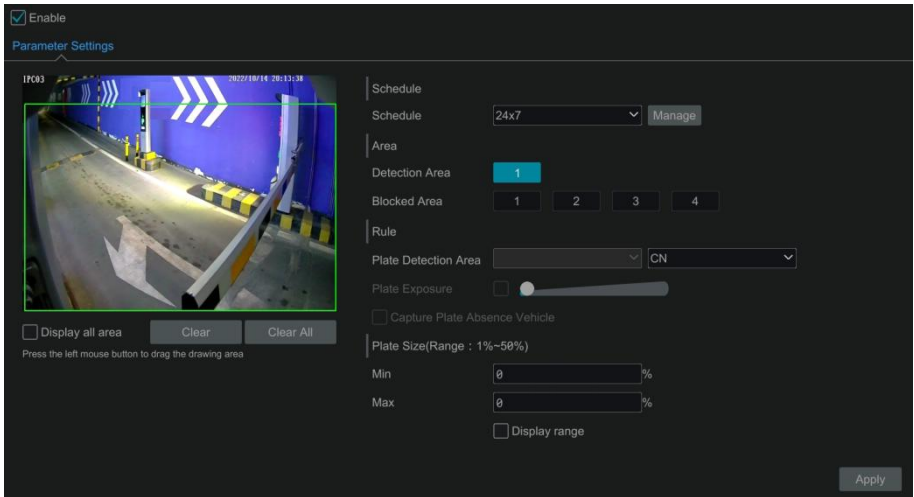 Enable
Parameter Settings
IPC03 2022/10/14 20:13:38
Display all area Clear Clear All
Press the left mouse button to drag the drawing area
Schedule
Schedule 24x7 Manage
Area
Detection Area 1
Blocked Area 1 2 3 4
Rule
Plate Detection Area CN
Plate Exposure
Capture Plate Absence Vehicle
Plate Size(Range : 1%~50%)
Min 0 %
Max 0 %
Display range
Apply